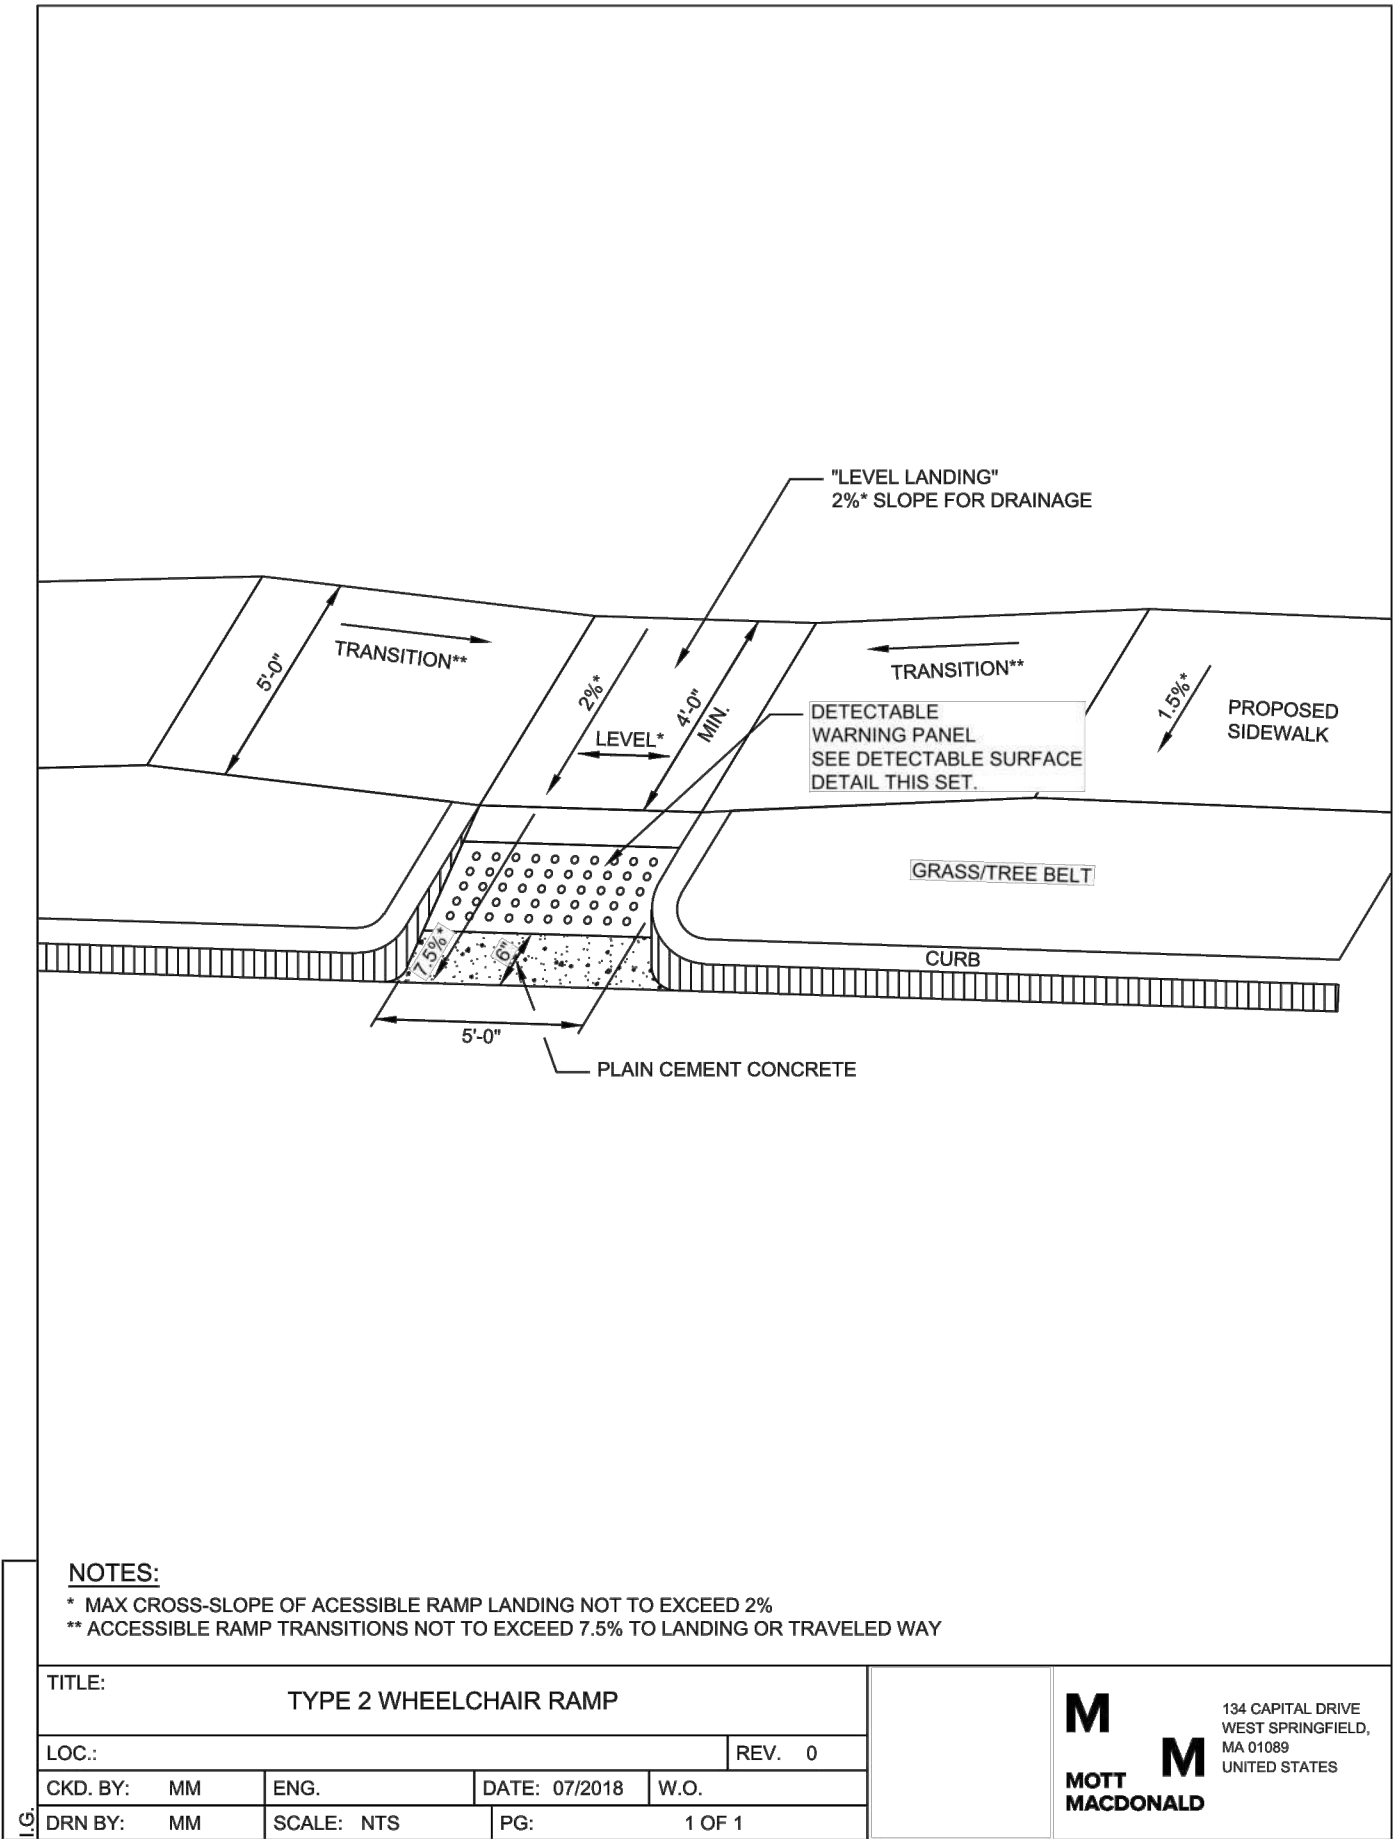 "LEVEL LANDING"
2%* SLOPE FOR DRAINAGE
TRANSITION**
5'-0"
2%*
LEVEL*
4'-0"
MIN.
TRANSITION**
1.5%*
PROPOSED
SIDEWALK
DETECTABLE
WARNING PANEL
SEE DETECTABLE SURFACE
DETAIL THIS SET.
GRASS/TREE BELT
7.5%*
6"
CURB
5'-0"
PLAIN CEMENT CONCRETE
NOTES:
* MAX CROSS-SLOPE OF ACESSIBLE RAMP LANDING NOT TO EXCEED 2%
** ACCESSIBLE RAMP TRANSITIONS NOT TO EXCEED 7.5% TO LANDING OR TRAVELED WAY
TITLE:
TYPE 2 WHEELCHAIR RAMP
LOC.:
REV. 0
CKD. BY: MM
ENG.
DATE: 07/2018
W.O.
DRN BY: MM
SCALE: NTS
PG: 1 OF 1
M
M
MOTT
MACDONALD
134 CAPITAL DRIVE
WEST SPRINGFIELD,
MA 01089
UNITED STATES
I.G.